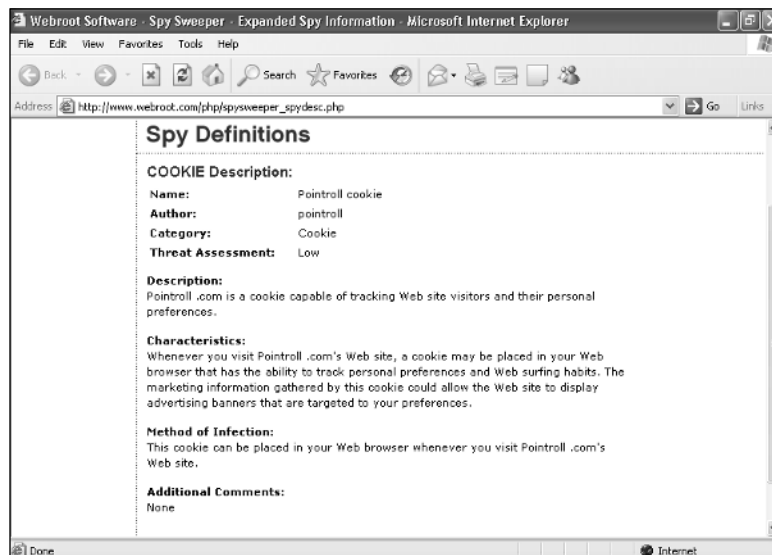 Webroot Software - Spy Sweeper - Expanded Spy Information - Microsoft Internet Explorer
File Edit View Favorites Tools Help
Back Search Favorites
Address http://www.webroot.com/php/spysweeper_spydesc.php Go Links
Spy Definitions
COOKIE Description:
Name: Pointroll cookie
Author: pointroll
Category: Cookie
Threat Assessment: Low
Description:
Pointroll .com is a cookie capable of tracking Web site visitors and their personal
preferences.
Characteristics:
Whenever you visit Pointroll .com's Web site, a cookie may be placed in your Web
browser that has the ability to track personal preferences and Web surfing habits. The
marketing information gathered by this cookie could allow the Web site to display
advertising banners that are targeted to your preferences.
Method of Infection:
This cookie can be placed in your Web browser whenever you visit Pointroll .com's
Web site.
Additional Comments:
None
Done Internet